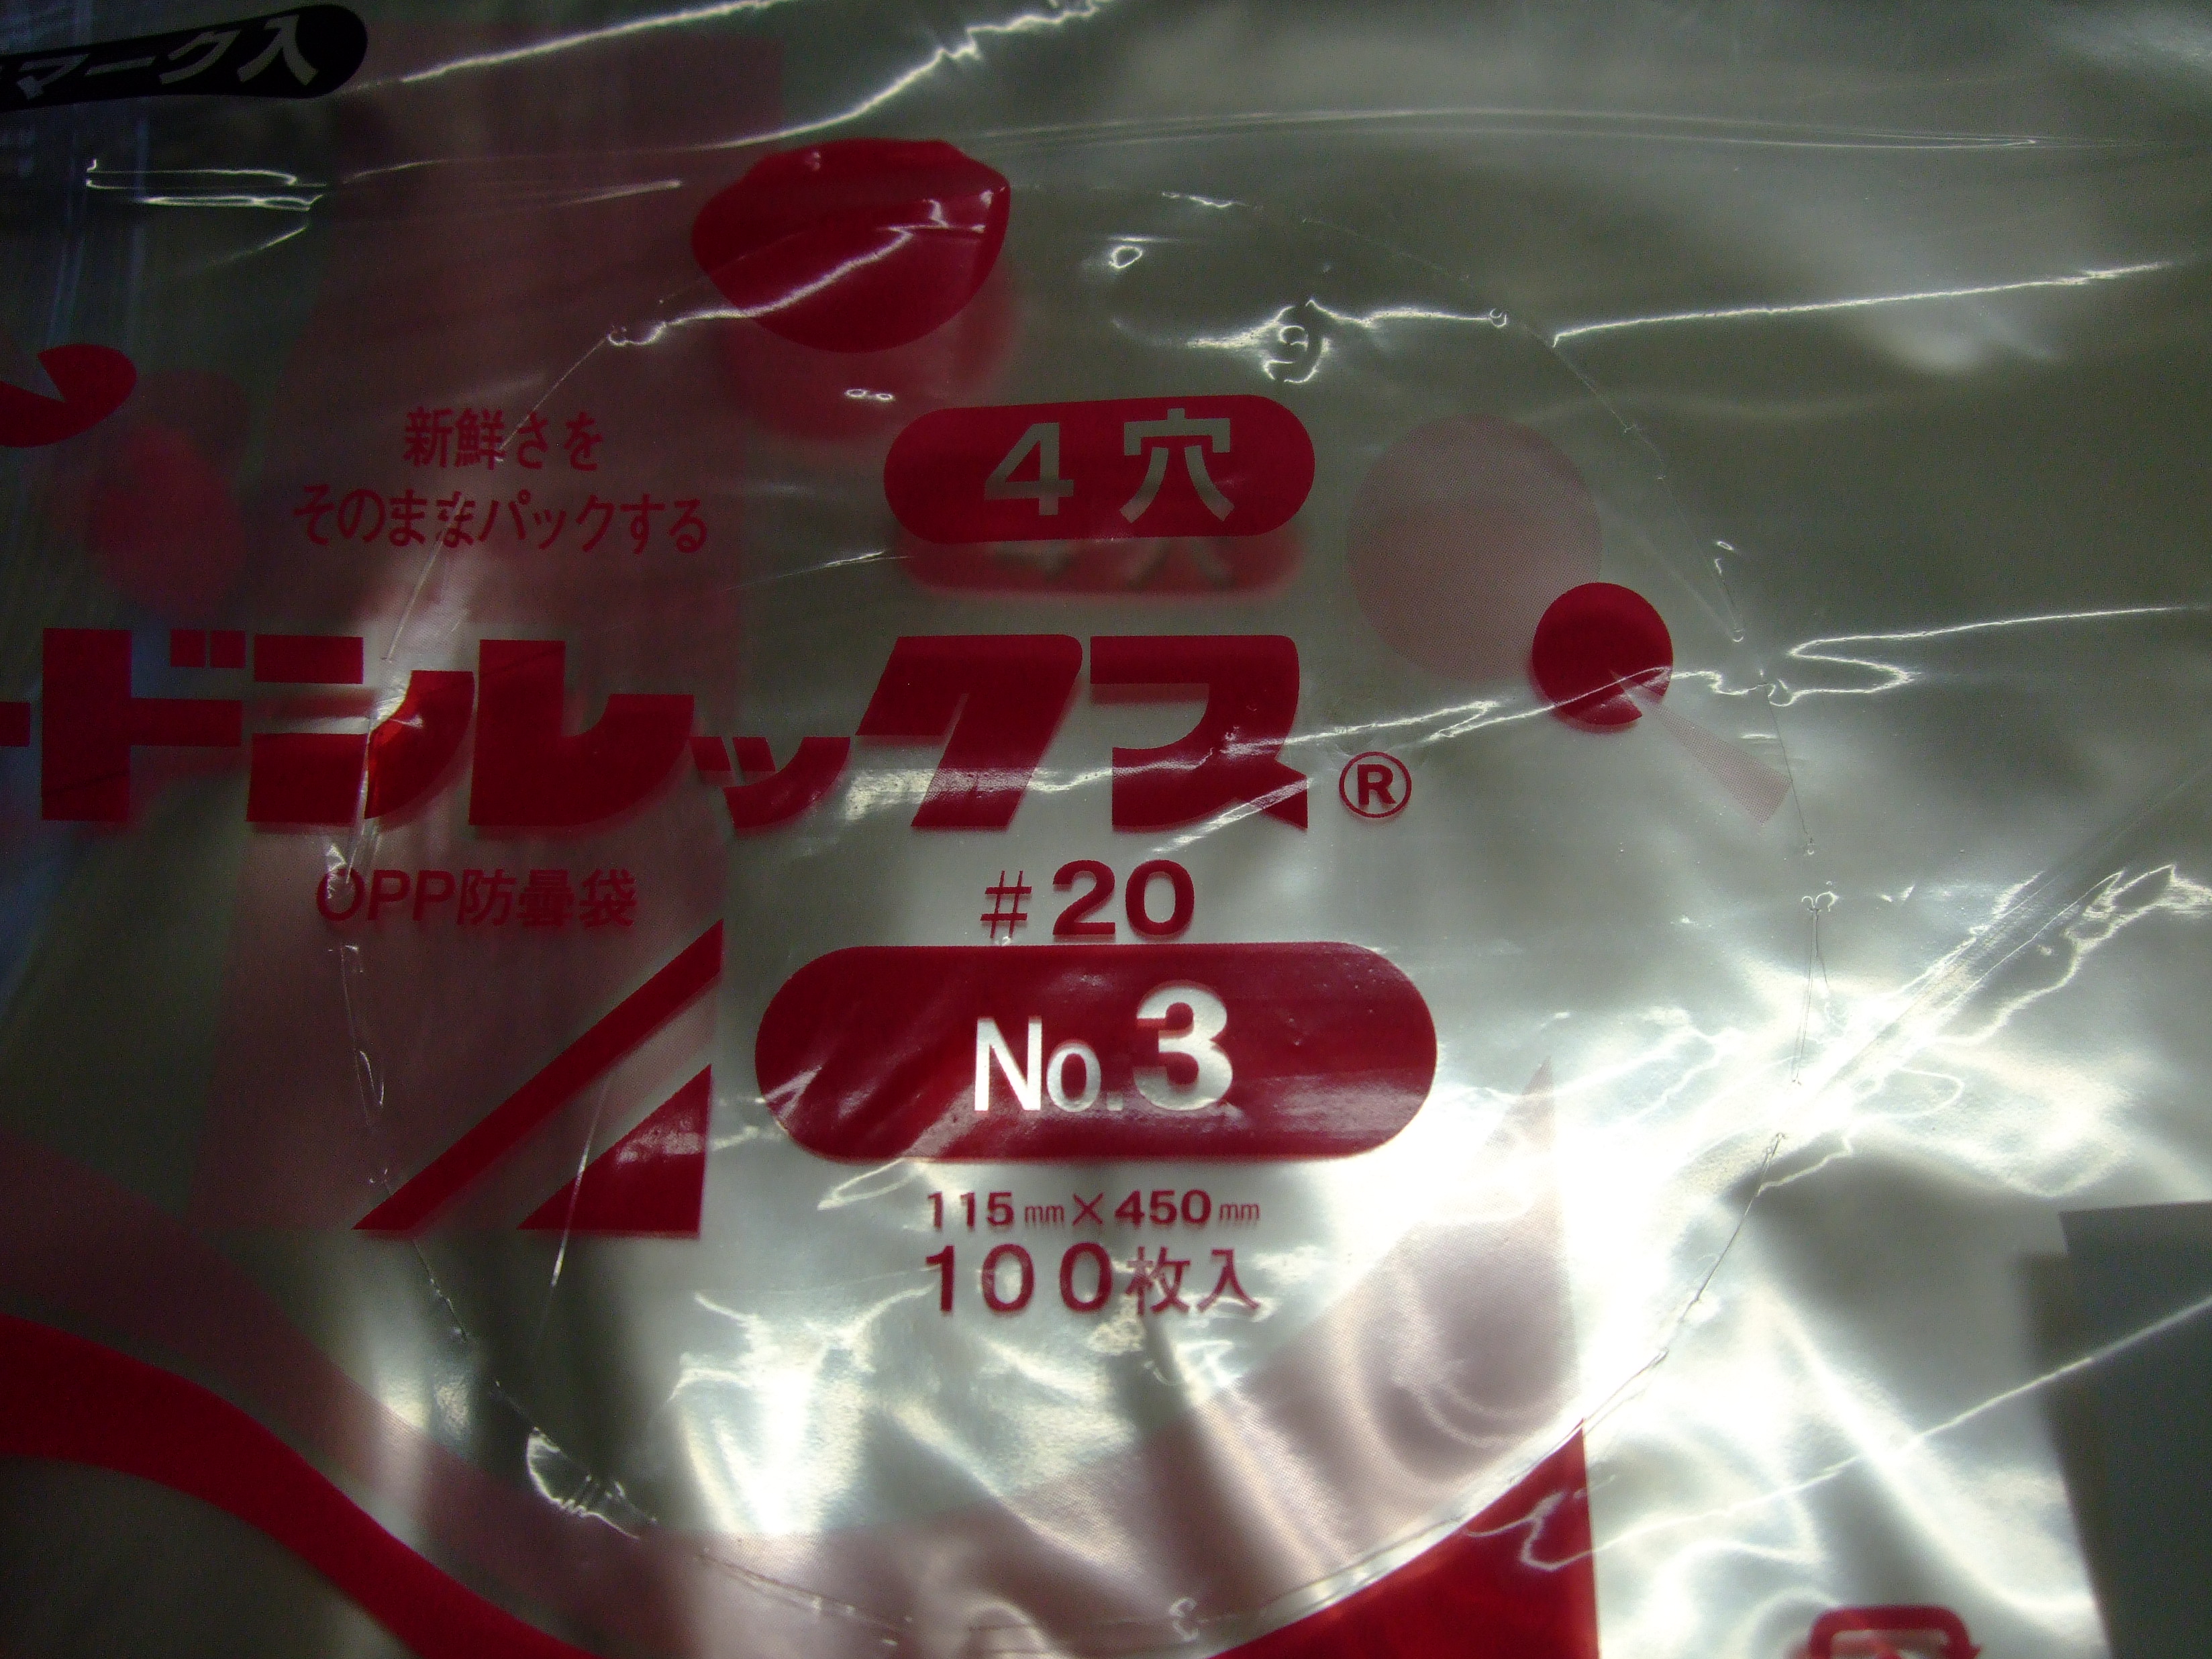 マーク入
新鮮さを
そのままパックする
4穴
ードンレックス®
OPP防曇袋
#20
No.3
115mm×450mm
100枚入